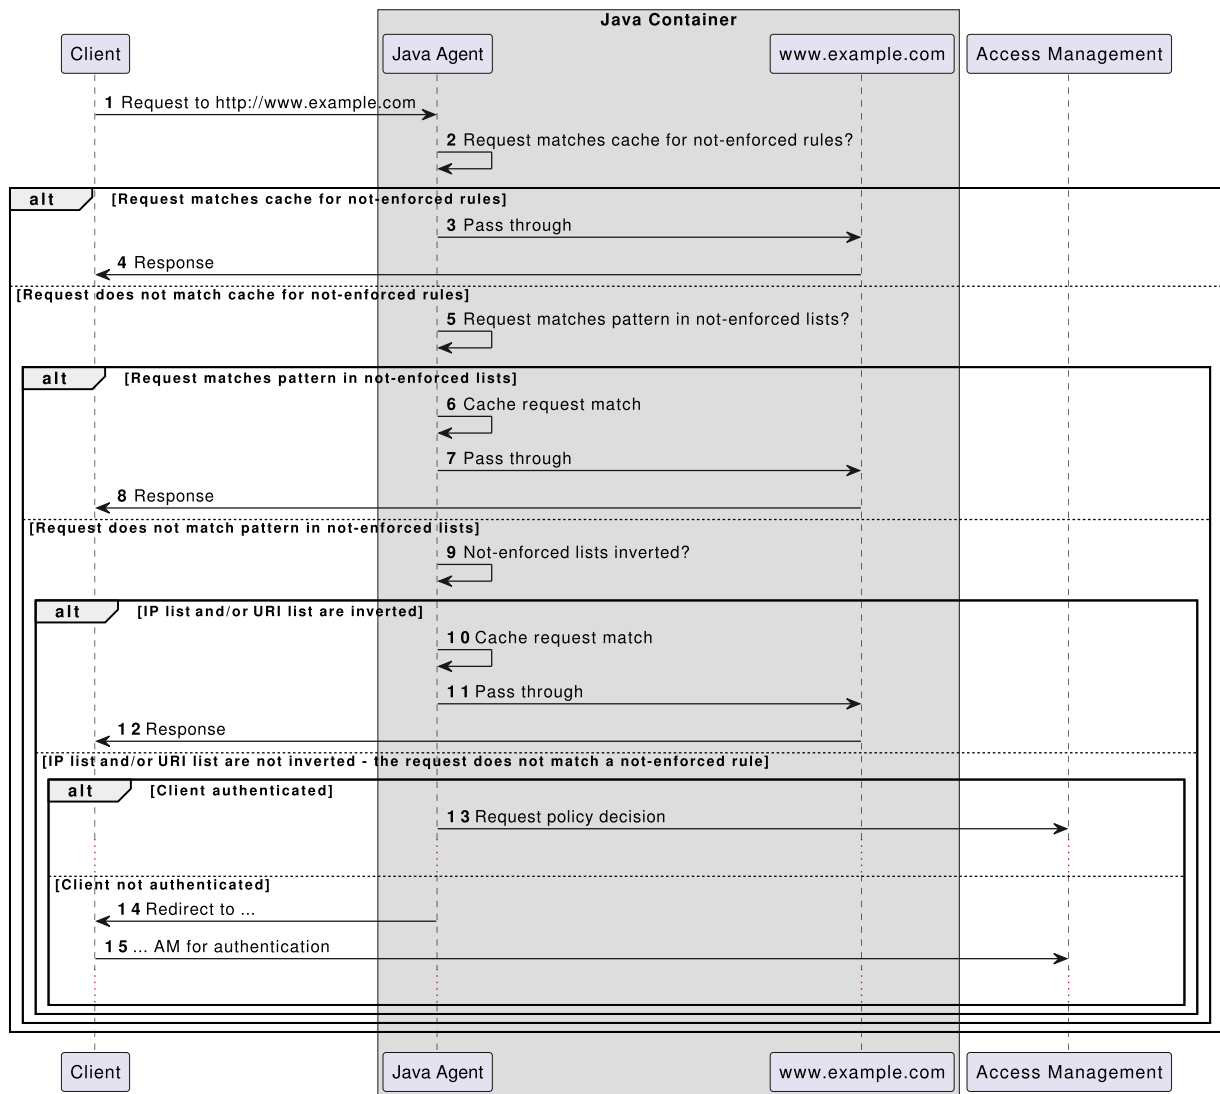 Java Container
Client Java Agent www.example.com Access Management
1 Request to http://www.example.com
2 Request matches cache for not-enforced rules?
alt [Request matches cache for not-enforced rules]
3 Pass through
4 Response
[Request does not match cache for not-enforced rules]
5 Request matches pattern in not-enforced lists?
alt [Request matches pattern in not-enforced lists]
6 Cache request match
7 Pass through
8 Response
[Request does not match pattern in not-enforced lists]
9 Not-enforced lists inverted?
alt [IP list and/or URI list are inverted]
10 Cache request match
11 Pass through
12 Response
[IP list and/or URI list are not inverted - the request does not match a not-enforced rule]
alt [Client authenticated]
13 Request policy decision
[Client not authenticated]
14 Redirect to ...
15 ... AM for authentication
Client Java Agent www.example.com Access Management